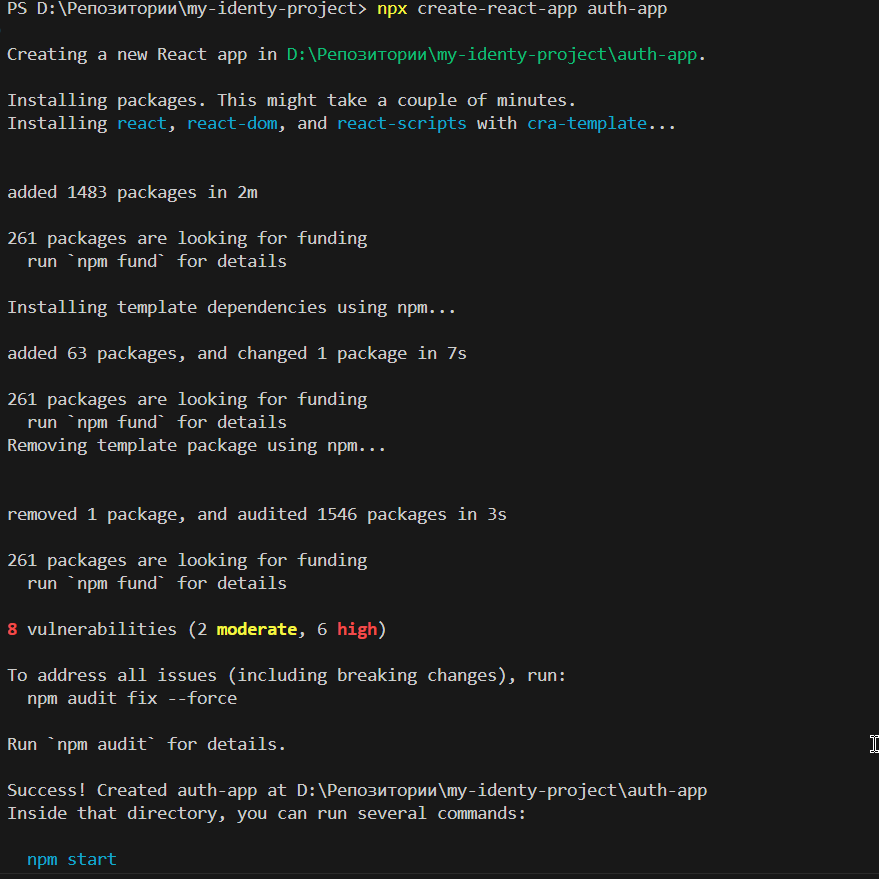 PS D:\Репозитории\my-identy-project> npx create-react-app auth-app
Creating a new React app in D:\Репозитории\my-identy-project\auth-app.
Installing packages. This might take a couple of minutes.
Installing react, react-dom, and react-scripts with cra-template...
added 1483 packages in 2m
261 packages are looking for funding
  run `npm fund` for details
Installing template dependencies using npm...
added 63 packages, and changed 1 package in 7s
261 packages are looking for funding
  run `npm fund` for details
Removing template package using npm...
removed 1 package, and audited 1546 packages in 3s
261 packages are looking for funding
  run `npm fund` for details
8 vulnerabilities (2 moderate, 6 high)
To address all issues (including breaking changes), run:
  npm audit fix --force
Run `npm audit` for details.
Success! Created auth-app at D:\Репозитории\my-identy-project\auth-app
Inside that directory, you can run several commands:
  npm start